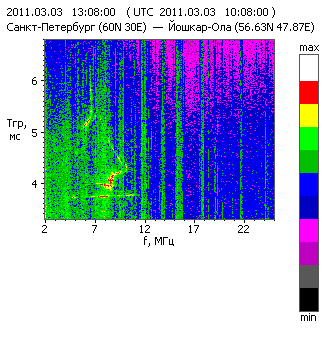 2011.03.03 13:08:00 (UTC 2011.03.03 10:08:00)
Санкт-Петербург (60N 30E) — Йошкар-Ола (56.63N 47.87E)
max
6
Tгр,
мс
5
4
2 7 12 17 22
f, МГц
min